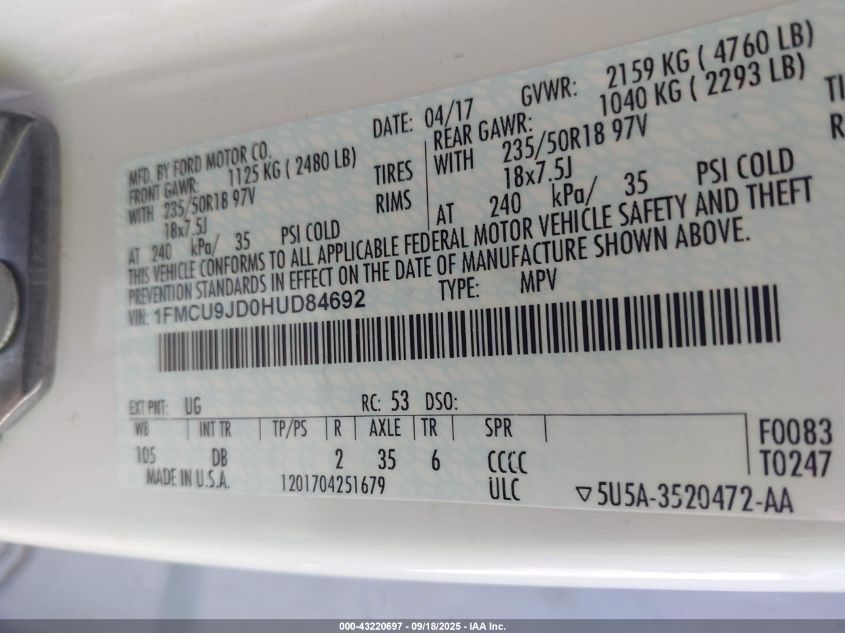 MFD. BY FORD MOTOR CO. DATE: 04/17 GVWR: 2159 KG ( 4760 LB)
FRONT GAWR: 1125 KG ( 2480 LB) REAR GAWR: 1040 KG ( 2293 LB)
WITH 235/50R18 97V TIRES WITH 235/50R18 97V TI
18x7.5J RIMS 18x7.5J R
AT 240 kPa/ 35 PSI COLD AT 240 kPa/ 35 PSI COLD
THIS VEHICLE CONFORMS TO ALL APPLICABLE FEDERAL MOTOR VEHICLE SAFETY AND THEFT
PREVENTION STANDARDS IN EFFECT ON THE DATE OF MANUFACTURE SHOWN ABOVE.
VIN: 1FMCU9JD0HUD84692 TYPE: MPV
EXT PNT: UG RC: 53 DSO:
WB INT TR TP/PS R AXLE TR SPR F0083
105 DB 2 35 6 CCCC T0247
MADE IN U.S.A. 1201704251679 ULC ▽5U5A-3520472-AA
000-43220697 - 09/18/2025 - IAA Inc.